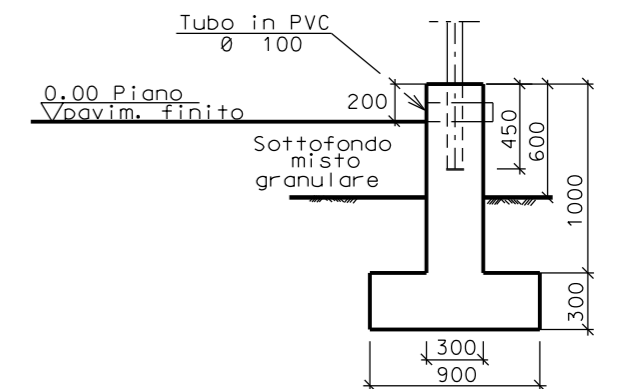 Tubo in PVC
Ø 100
0.00 Piano
pavim. finito
200
450
600
Sottofondo
misto
granulare
1000
300
300
900